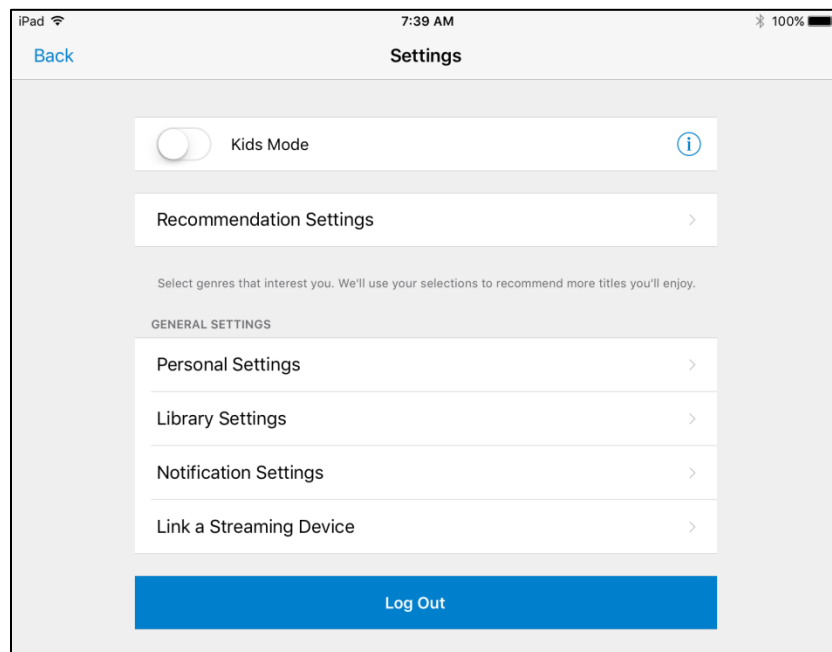 iPad 7:39 AM 100%
Back Settings
Kids Mode
Recommendation Settings
Select genres that interest you. We'll use your selections to recommend more titles you'll enjoy.
GENERAL SETTINGS
Personal Settings
Library Settings
Notification Settings
Link a Streaming Device
Log Out